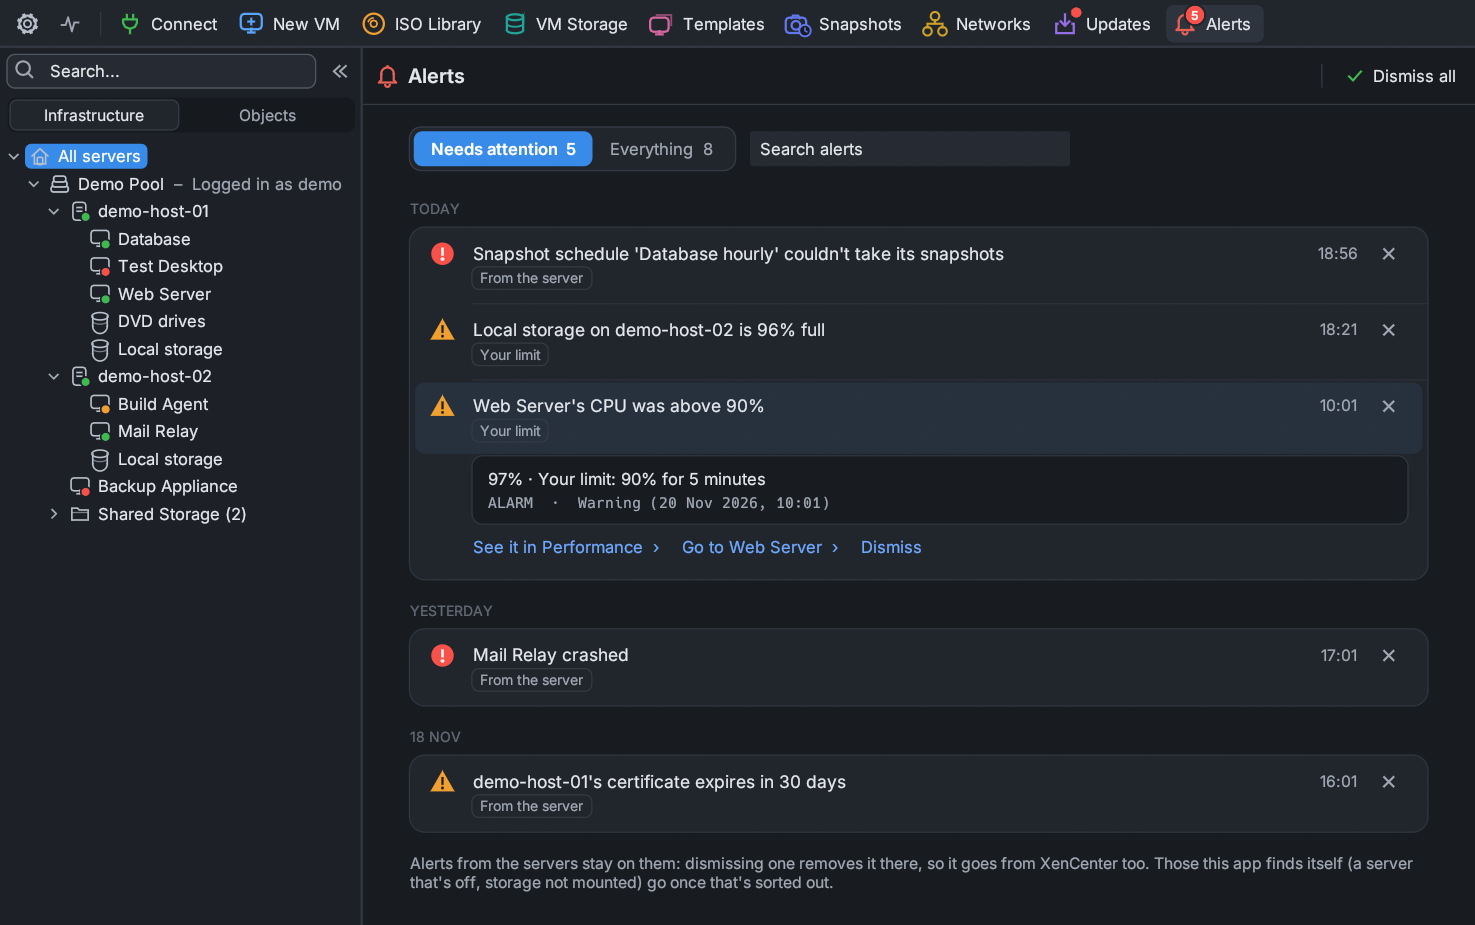 Connect
New VM
ISO Library
VM Storage
Templates
Snapshots
Networks
Updates
5
Alerts
Search...
Infrastructure
Objects
All servers
Demo Pool – Logged in as demo
demo-host-01
Database
Test Desktop
Web Server
DVD drives
Local storage
demo-host-02
Build Agent
Mail Relay
Local storage
Backup Appliance
Shared Storage (2)
Alerts
Dismiss all
Needs attention 5
Everything 8
Search alerts
TODAY
Snapshot schedule 'Database hourly' couldn't take its snapshots
18:56
From the server
Local storage on demo-host-02 is 96% full
18:21
Your limit
Web Server's CPU was above 90%
10:01
Your limit
97% · Your limit: 90% for 5 minutes
ALARM · Warning (20 Nov 2026, 10:01)
See it in Performance ›
Go to Web Server ›
Dismiss
YESTERDAY
Mail Relay crashed
17:01
From the server
18 NOV
demo-host-01's certificate expires in 30 days
16:01
From the server
Alerts from the servers stay on them: dismissing one removes it there, so it goes from XenCenter too. Those this app finds itself (a server
that's off, storage not mounted) go once that's sorted out.